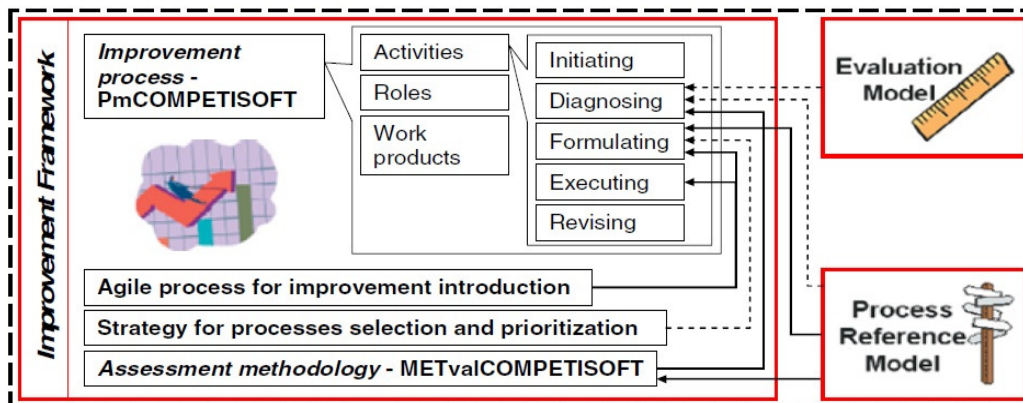 Improvement Framework
Improvement
process -
PmCOMPETISOFT
Activities
Roles
Work
products
Initiating
Diagnosing
Formulating
Executing
Revising
Agile process for improvement introduction
Strategy for processes selection and prioritization
Assessment methodology - METvalCOMPETISOFT
Evaluation
Model
Process
Reference
Model